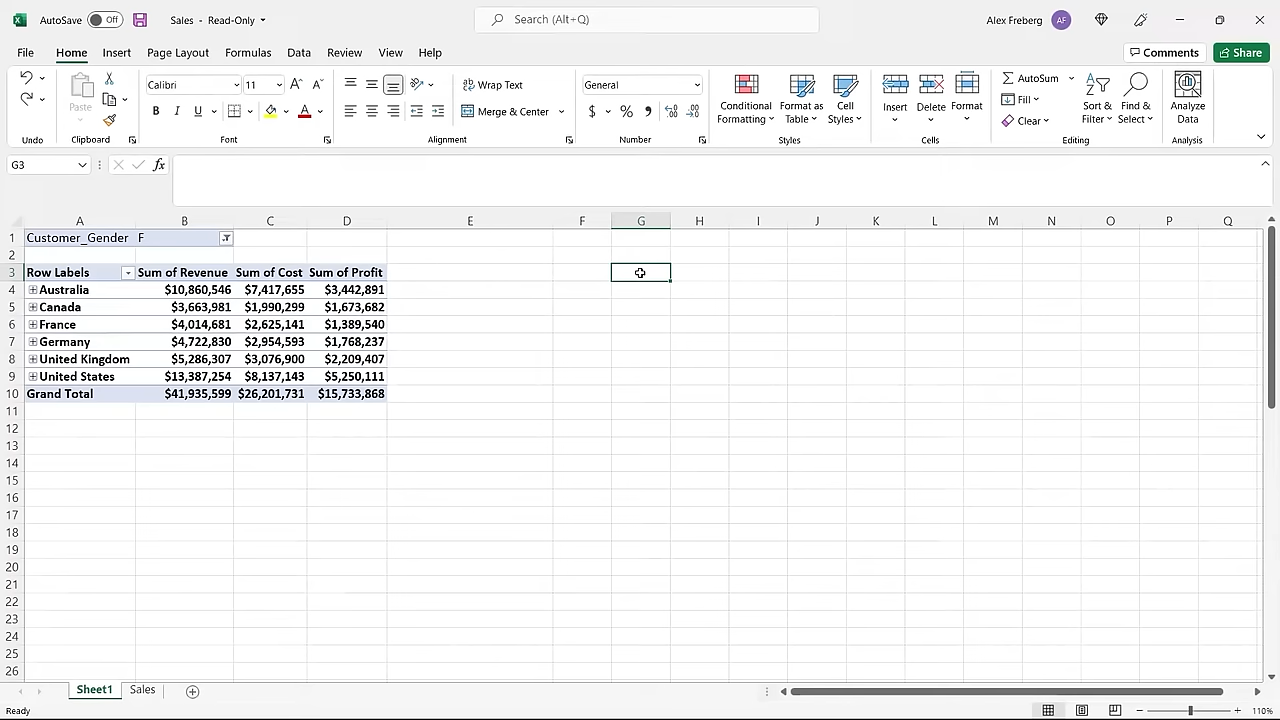 AutoSave Off Sales - Read-Only Search (Alt+Q) Alex Freberg AF
File Home Insert Page Layout Formulas Data Review View Help Comments Share
Paste Calibri 11 Wrap Text General Conditional Formatting Format as Table Cell Styles Insert Delete Format AutoSum Sort & Filter Find & Select Analyze Data
B I U Merge & Center $ % Fill
Clear
Undo Clipboard Font Alignment Number Styles Cells Editing Analysis
G3 fx
A B C D E F G H I J K L M N O P Q
1 Customer_Gender F
2
3 Row Labels Sum of Revenue Sum of Cost Sum of Profit
4 Australia $10,860,546 $7,417,655 $3,442,891
5 Canada $3,663,981 $1,990,299 $1,673,682
6 France $4,014,681 $2,625,141 $1,389,540
7 Germany $4,722,830 $2,954,593 $1,768,237
8 United Kingdom $5,286,307 $3,076,900 $2,209,407
9 United States $13,387,254 $8,137,143 $5,250,111
10 Grand Total $41,935,599 $26,201,731 $15,733,868
11
12
13
14
15
16
17
18
19
20
21
22
23
24
25
26
Sheet1 Sales
Ready 110%